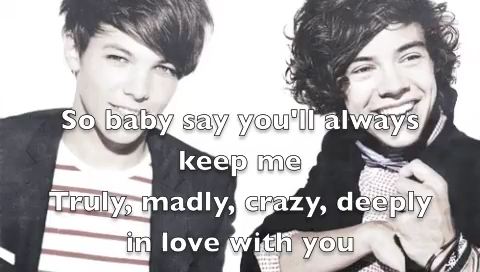 So baby say you'll always
keep me
Truly, madly, crazy, deeply
in love with you